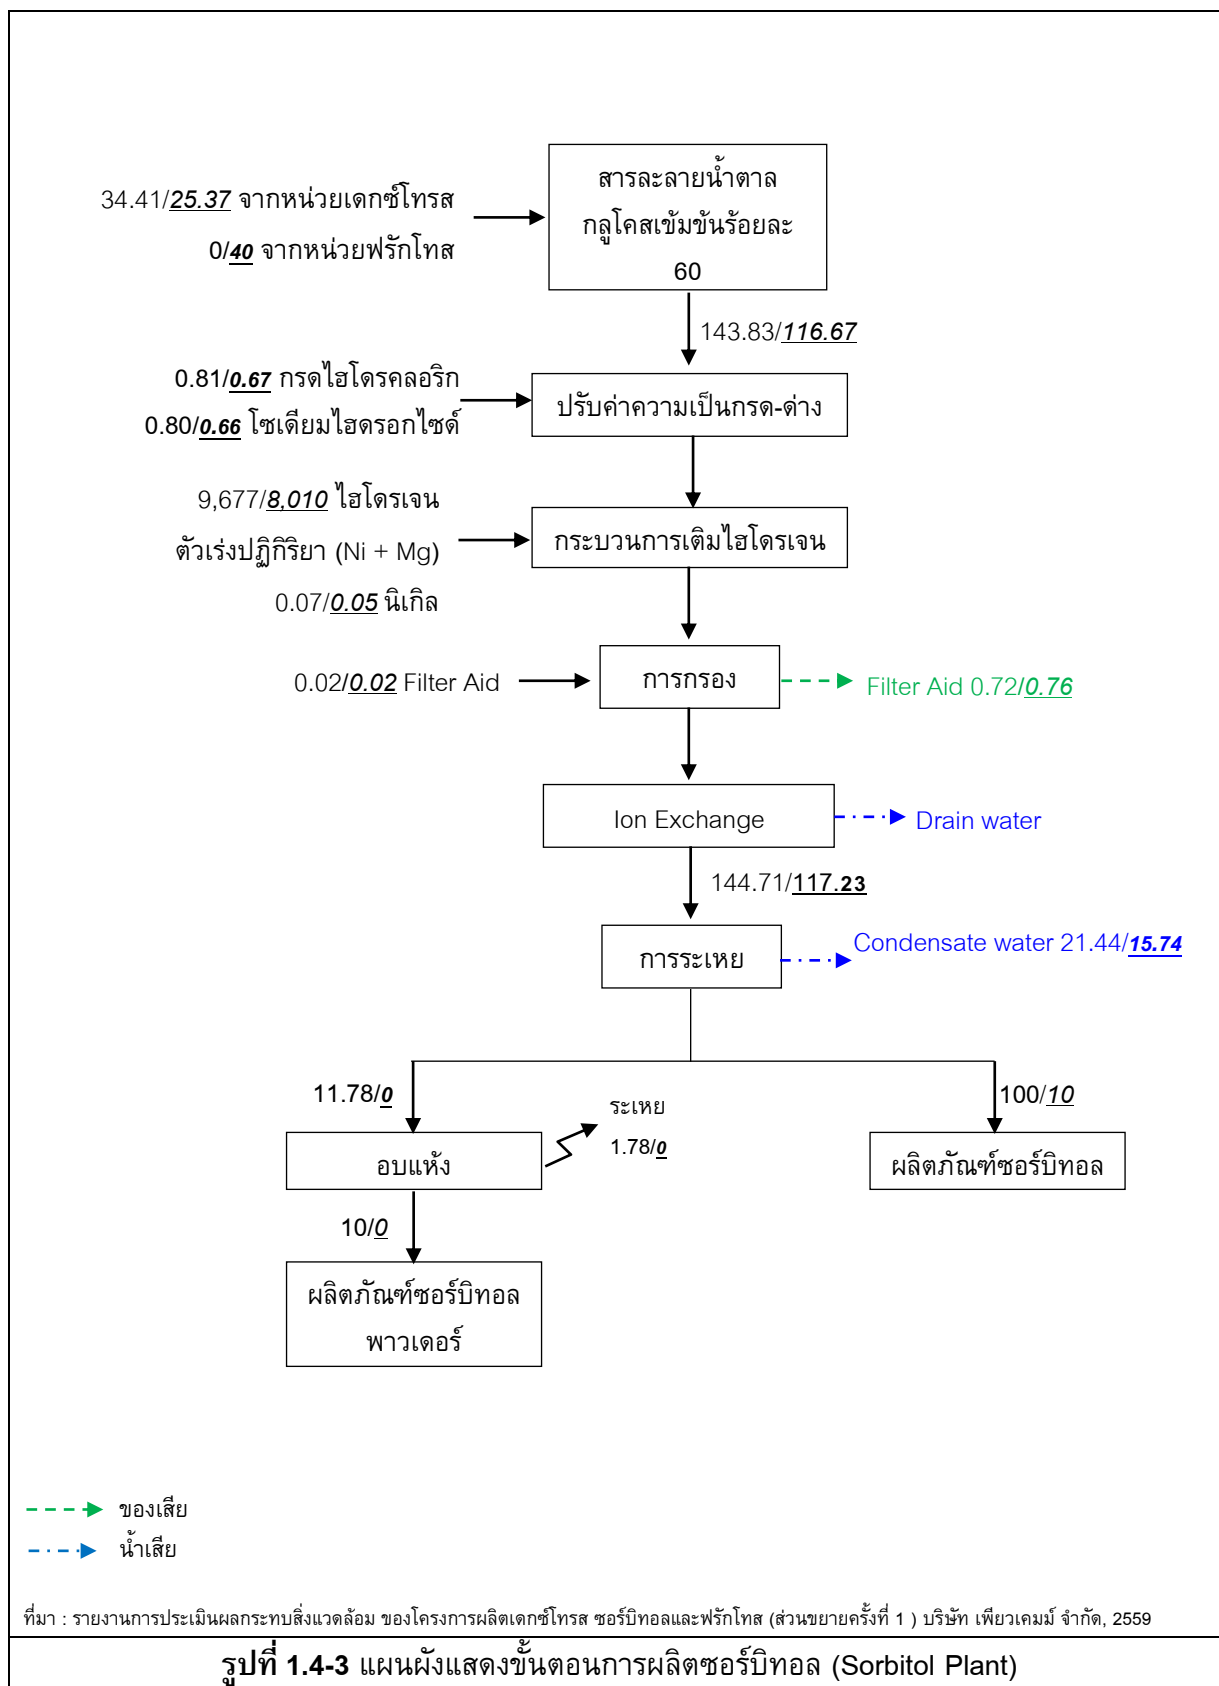 สารละลายน้ำตาล
กลูโคสเข้มข้นร้อยละ
60
34.41/25.37 จากหน่วยเดกซ์โทรส
0/40 จากหน่วยฟรักโทส
143.83/116.67
0.81/0.67 กรดไฮโดรคลอริก
0.80/0.66 โซเดียมไฮดรอกไซด์
ปรับค่าความเป็นกรด-ด่าง
9,677/8,010 ไฮโดรเจน
ตัวเร่งปฏิกิริยา (Ni + Mg)
0.07/0.05 นิเกิล
กระบวนการเติมไฮโดรเจน
0.02/0.02 Filter Aid
การกรอง
Filter Aid 0.72/0.76
Ion Exchange
Drain water
144.71/117.23
การระเหย
Condensate water 21.44/15.74
11.78/0
ระเหย
1.78/0
100/10
อบแห้ง
ผลิตภัณฑ์ซอร์บิทอล
10/0
ผลิตภัณฑ์ซอร์บิทอล
พาวเดอร์
ของเสีย
น้ำเสีย
ที่มา : รายงานการประเมินผลกระทบสิ่งแวดล้อม ของโครงการผลิตเดกซ์โทรส ซอร์บิทอลและฟรักโทส (ส่วนขยายครั้งที่ 1 ) บริษัท เพียวเคมม์ จำกัด, 2559
รูปที่ 1.4-3 แผนผังแสดงขั้นตอนการผลิตซอร์บิทอล (Sorbitol Plant)